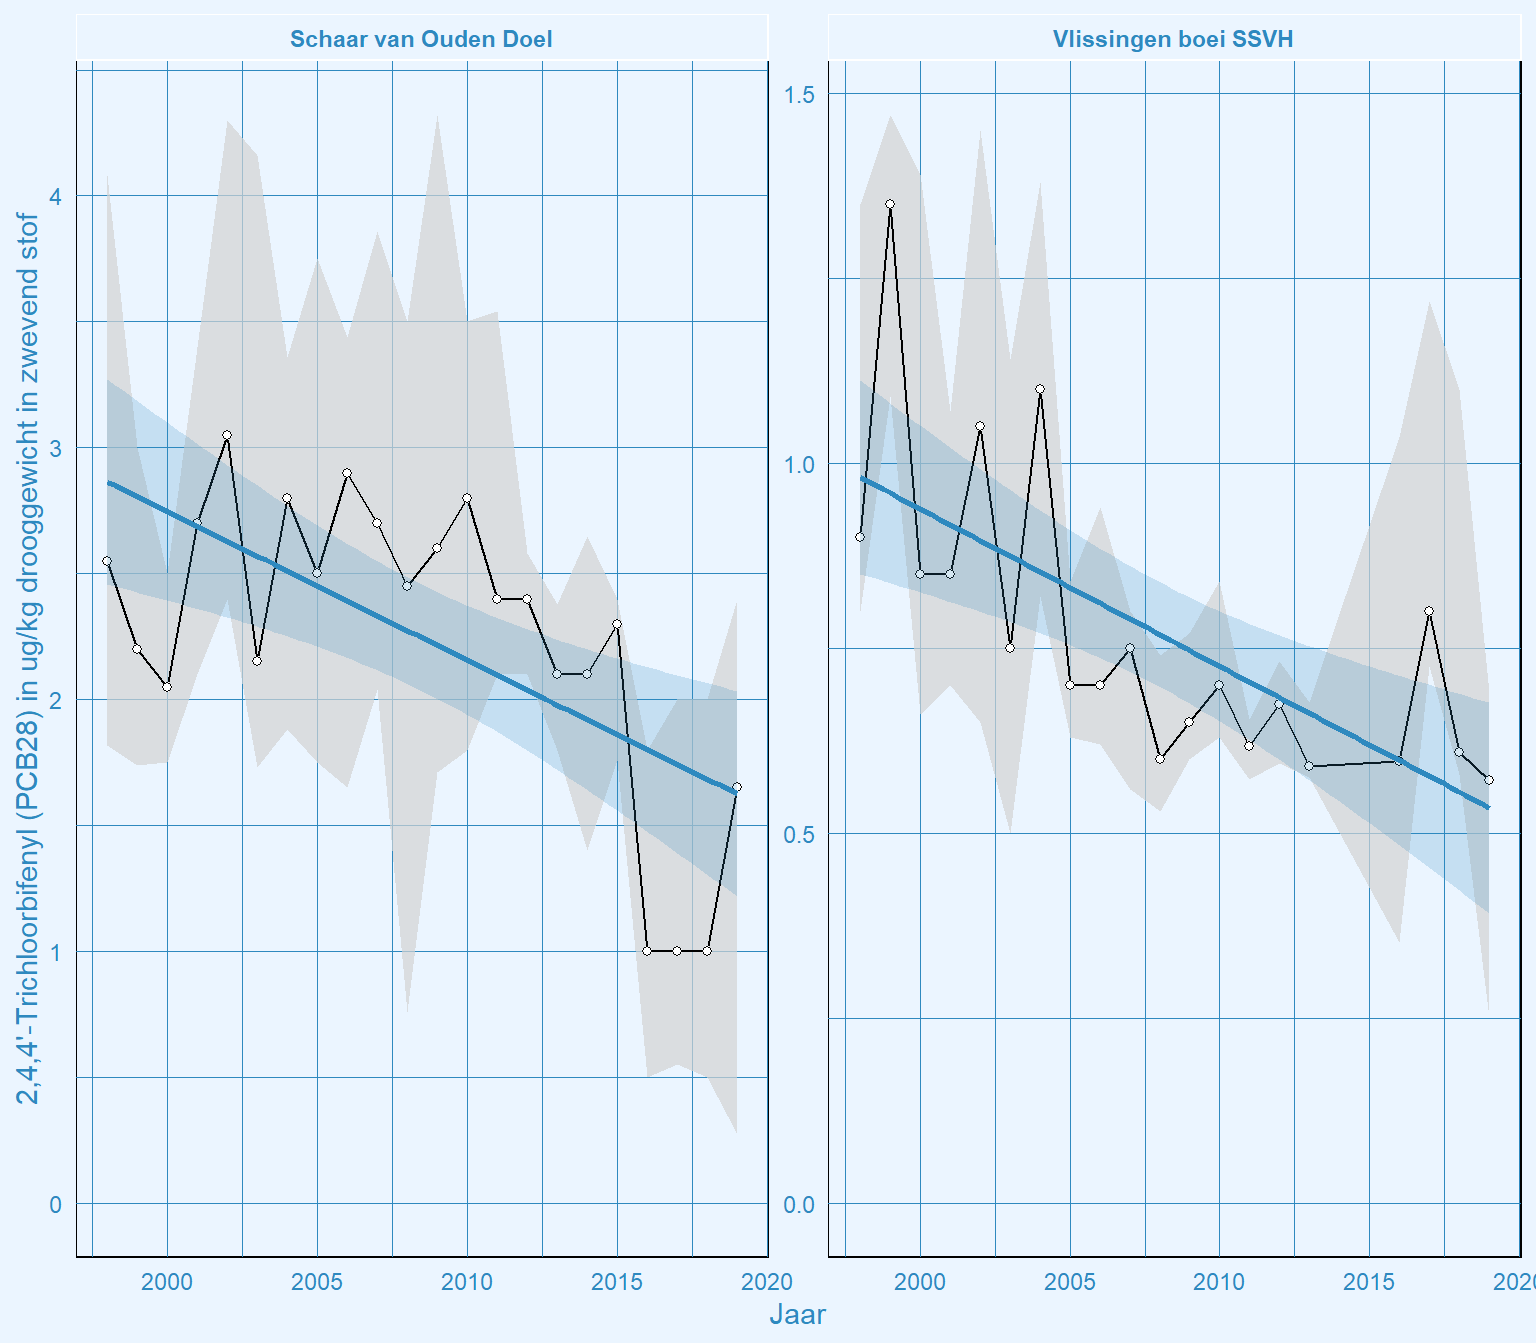 Schaar van Ouden Doel
Vlissingen boei SSVH
2,4,4'-Trichloorbifenyl (PCB28) in ug/kg drooggewicht in zwevend stof
4
3
2
1
0
1.5
1.0
0.5
0.0
2000 2005 2010 2015 2020
2000 2005 2010 2015 2020
Jaar